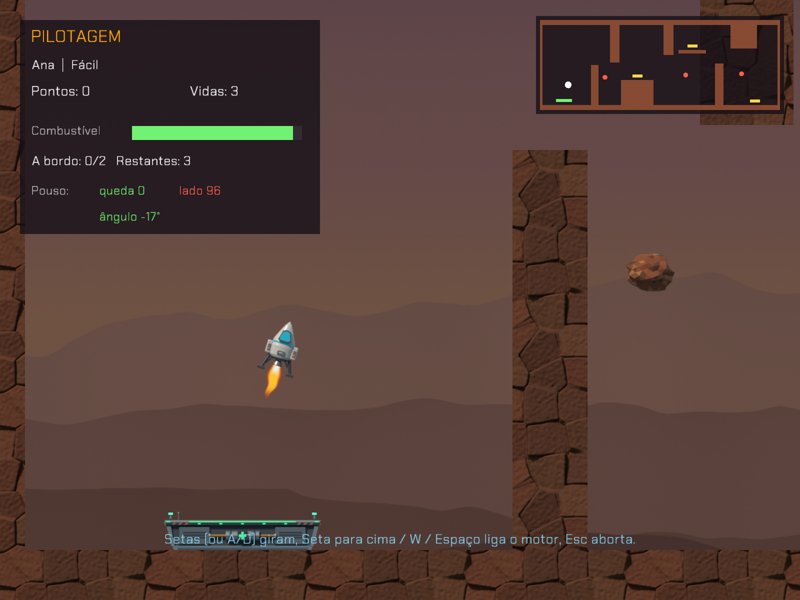 PILOTAGEM
Ana | Fácil
Pontos: 0 Vidas: 3
Combustível
A bordo: 0/2 Restantes: 3
Pouso: queda 0 lado 96
ângulo -17°
Setas (ou A/D) giram, Seta para cima / W / Espaço liga o motor, Esc aborta.